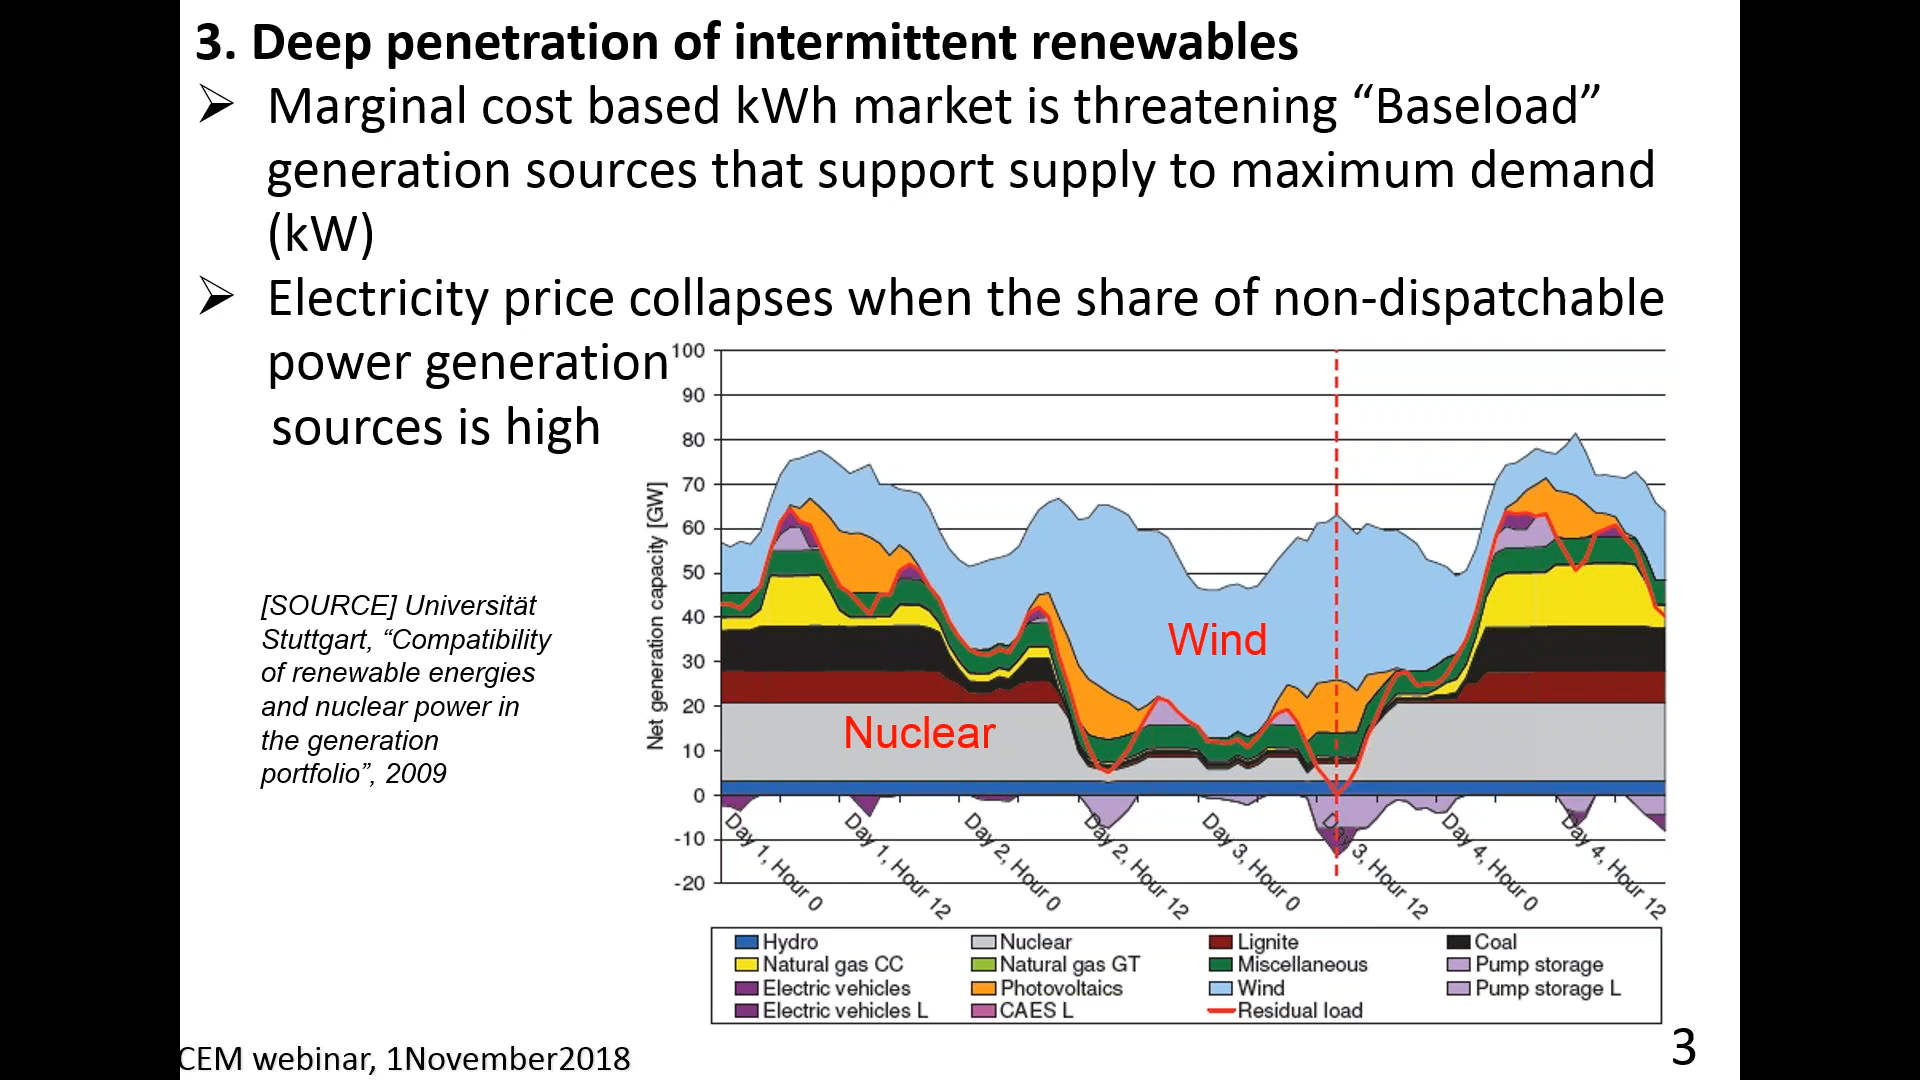 3. Deep penetration of intermittent renewables
➢ Marginal cost based kWh market is threatening “Baseload”
generation sources that support supply to maximum demand
(kW)
➢ Electricity price collapses when the share of non-dispatchable
power generation
sources is high
[SOURCE] Universität
Stuttgart, “Compatibility
of renewable energies
and nuclear power in
the generation
portfolio”, 2009
Net generation capacity [GW]
100
90
80
70
60
50
40
30
20
10
0
-10
-20
Wind
Nuclear
Day 1, Hour 0
Day 1, Hour 12
Day 2, Hour 0
Day 2, Hour 12
Day 3, Hour 0
Day 3, Hour 12
Day 4, Hour 0
Day 4, Hour 12
Hydro Nuclear Lignite Coal
Natural gas CC Natural gas GT Miscellaneous Pump storage
Electric vehicles Photovoltaics Wind Pump storage L
Electric vehicles L CAES L Residual load
CEM webinar, 1November2018
3